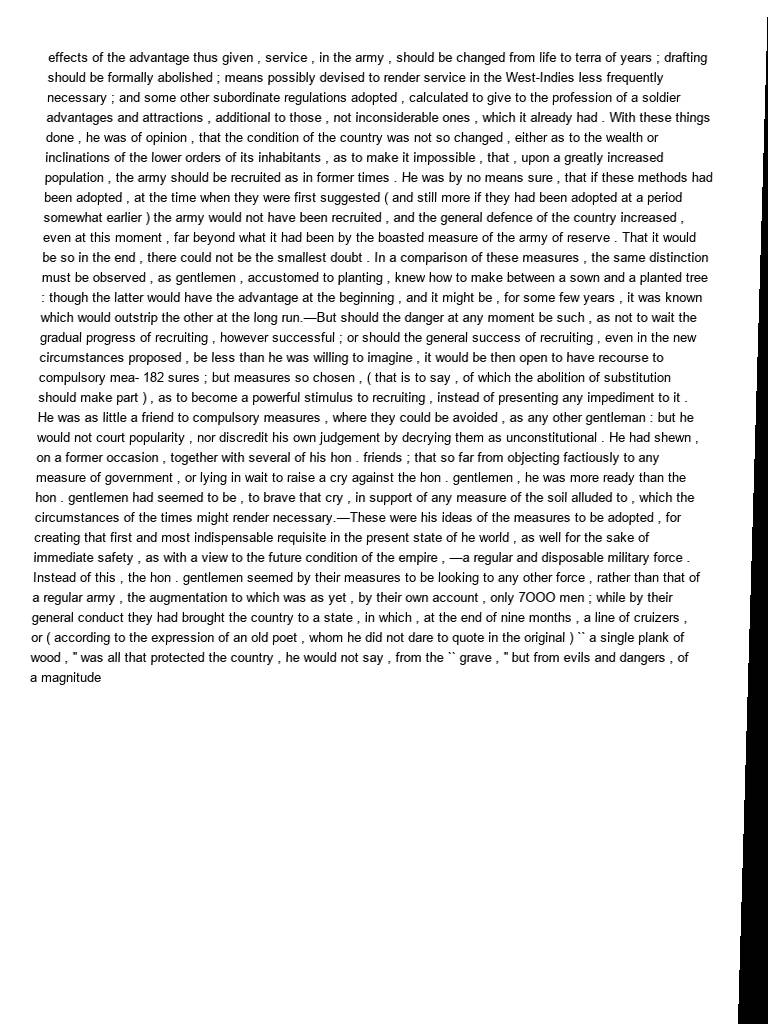 effects of the advantage thus given , service , in the army , should be changed from life to terra of years ; drafting
should be formally abolished ; means possibly devised to render service in the West-Indies less frequently
necessary ; and some other subordinate regulations adopted , calculated to give to the profession of a soldier
advantages and attractions , additional to those , not inconsiderable ones , which it already had . With these things
done , he was of opinion , that the condition of the country was not so changed , either as to the wealth or
inclinations of the lower orders of its inhabitants , as to make it impossible , that , upon a greatly increased
population , the army should be recruited as in former times . He was by no means sure , that if these methods had
been adopted , at the time when they were first suggested ( and still more if they had been adopted at a period
somewhat earlier ) the army would not have been recruited , and the general defence of the country increased ,
even at this moment , far beyond what it had been by the boasted measure of the army of reserve . That it would
be so in the end , there could not be the smallest doubt . In a comparison of these measures , the same distinction
must be observed , as gentlemen , accustomed to planting , knew how to make between a sown and a planted tree
: though the latter would have the advantage at the beginning , and it might be , for some few years , it was known
which would outstrip the other at the long run.—But should the danger at any moment be such , as not to wait the
gradual progress of recruiting , however successful ; or should the general success of recruiting , even in the new
circumstances proposed , be less than he was willing to imagine , it would be then open to have recourse to
compulsory mea- 182 sures ; but measures so chosen , ( that is to say , of which the abolition of substitution
should make part ) , as to become a powerful stimulus to recruiting , instead of presenting any impediment to it .
He was as little a friend to compulsory measures , where they could be avoided , as any other gentleman : but he
would not court popularity , nor discredit his own judgement by decrying them as unconstitutional . He had shewn ,
on a former occasion , together with several of his hon . friends ; that so far from objecting factiously to any
measure of government , or lying in wait to raise a cry against the hon . gentlemen , he was more ready than the
hon . gentlemen had seemed to be , to brave that cry , in support of any measure of the soil alluded to , which the
circumstances of the times might render necessary.—These were his ideas of the measures to be adopted , for
creating that first and most indispensable requisite in the present state of he world , as well for the sake of
immediate safety , as with a view to the future condition of the empire , —a regular and disposable military force .
Instead of this , the hon . gentlemen seemed by their measures to be looking to any other force , rather than that of
a regular army , the augmentation to which was as yet , by their own account , only 7OOO men ; while by their
general conduct they had brought the country to a state , in which , at the end of nine months , a line of cruizers ,
or ( according to the expression of an old poet , whom he did not dare to quote in the original ) `` a single plank of
wood , '' was all that protected the country , he would not say , from the `` grave , '' but from evils and dangers , of
a magnitude